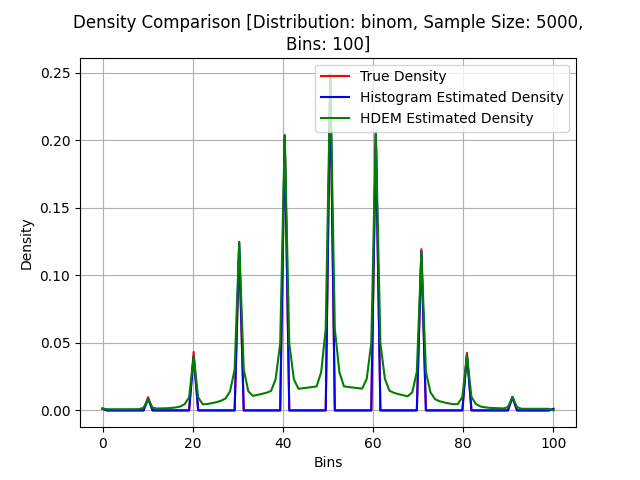 Density Comparison [Distribution: binom, Sample Size: 5000,
Bins: 100]
True Density
Histogram Estimated Density
HDEM Estimated Density
Density
0.25
0.20
0.15
0.10
0.05
0.00
0 20 40 60 80 100
Bins